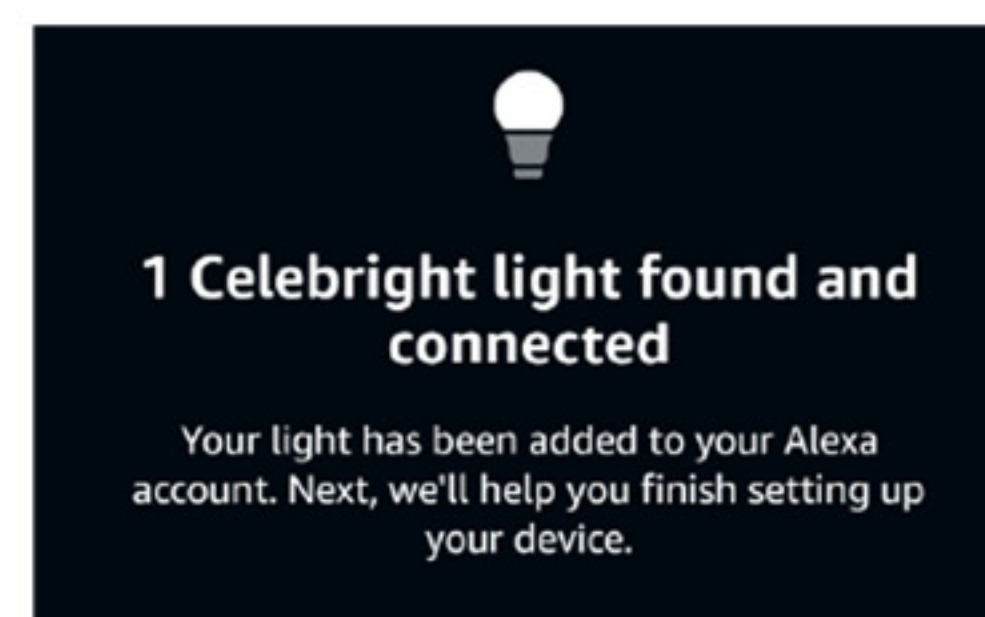 1 Celebright light found and
connected
Your light has been added to your Alexa
account. Next, we'll help you finish setting up
your device.